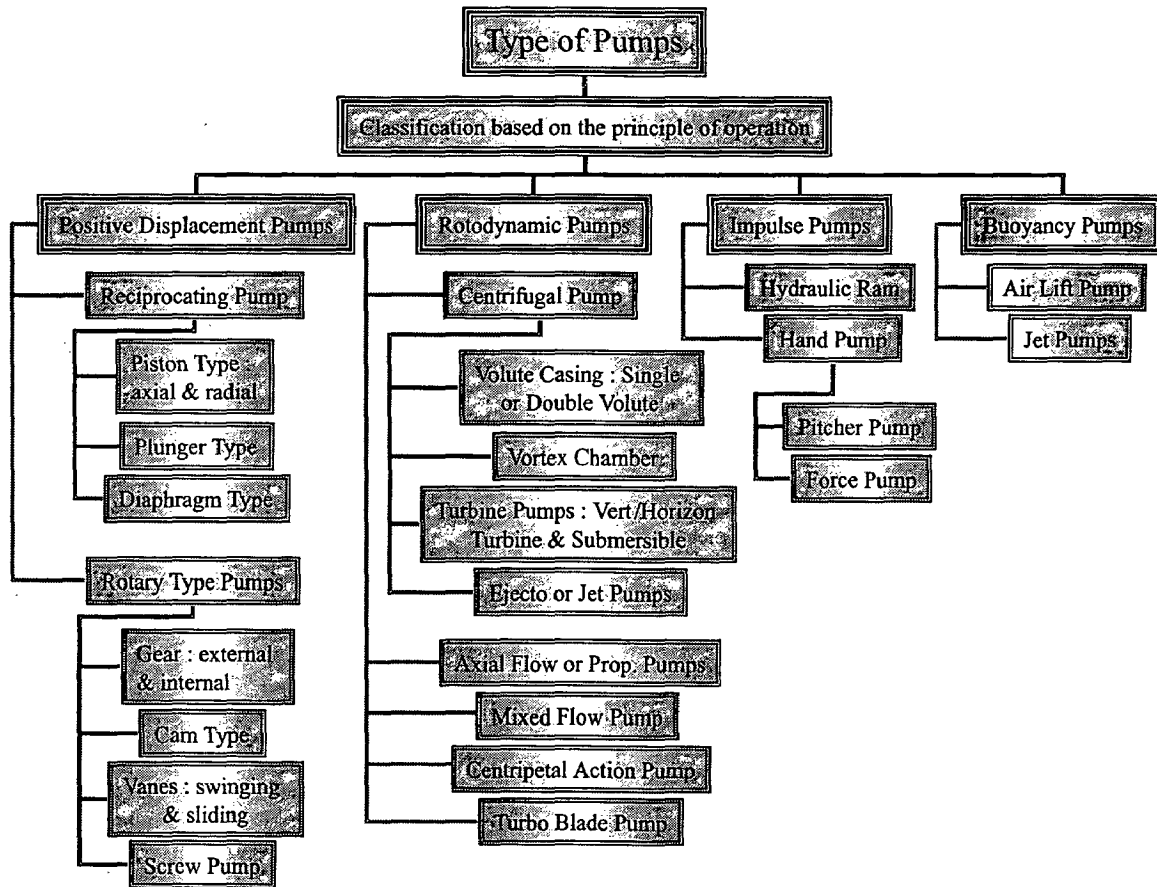 Type of Pumps
Classification based on the principle of operation
Positive Displacement Pumps
Reciprocating Pump
Piston Type :
axial & radial
Plunger Type
Diaphragm Type
Rotary Type Pumps
Gear : external
& internal
Cam Type
Vanes : swinging
& sliding
Screw Pump
Rotodynamic Pumps
Centrifugal Pump
Volute Casing : Single
or Double Volute
Vortex Chamber
Turbine Pumps : Vert/Horizon
Turbine & Submersible
Ejecto or Jet Pumps
Axial Flow or Prop. Pumps
Mixed Flow Pump
Centripetal Action Pump
Turbo Blade Pump
Impulse Pumps
Hydraulic Ram
Hand Pump
Pitcher Pump
Force Pump
Buoyancy Pumps
Air Lift Pump
Jet Pumps